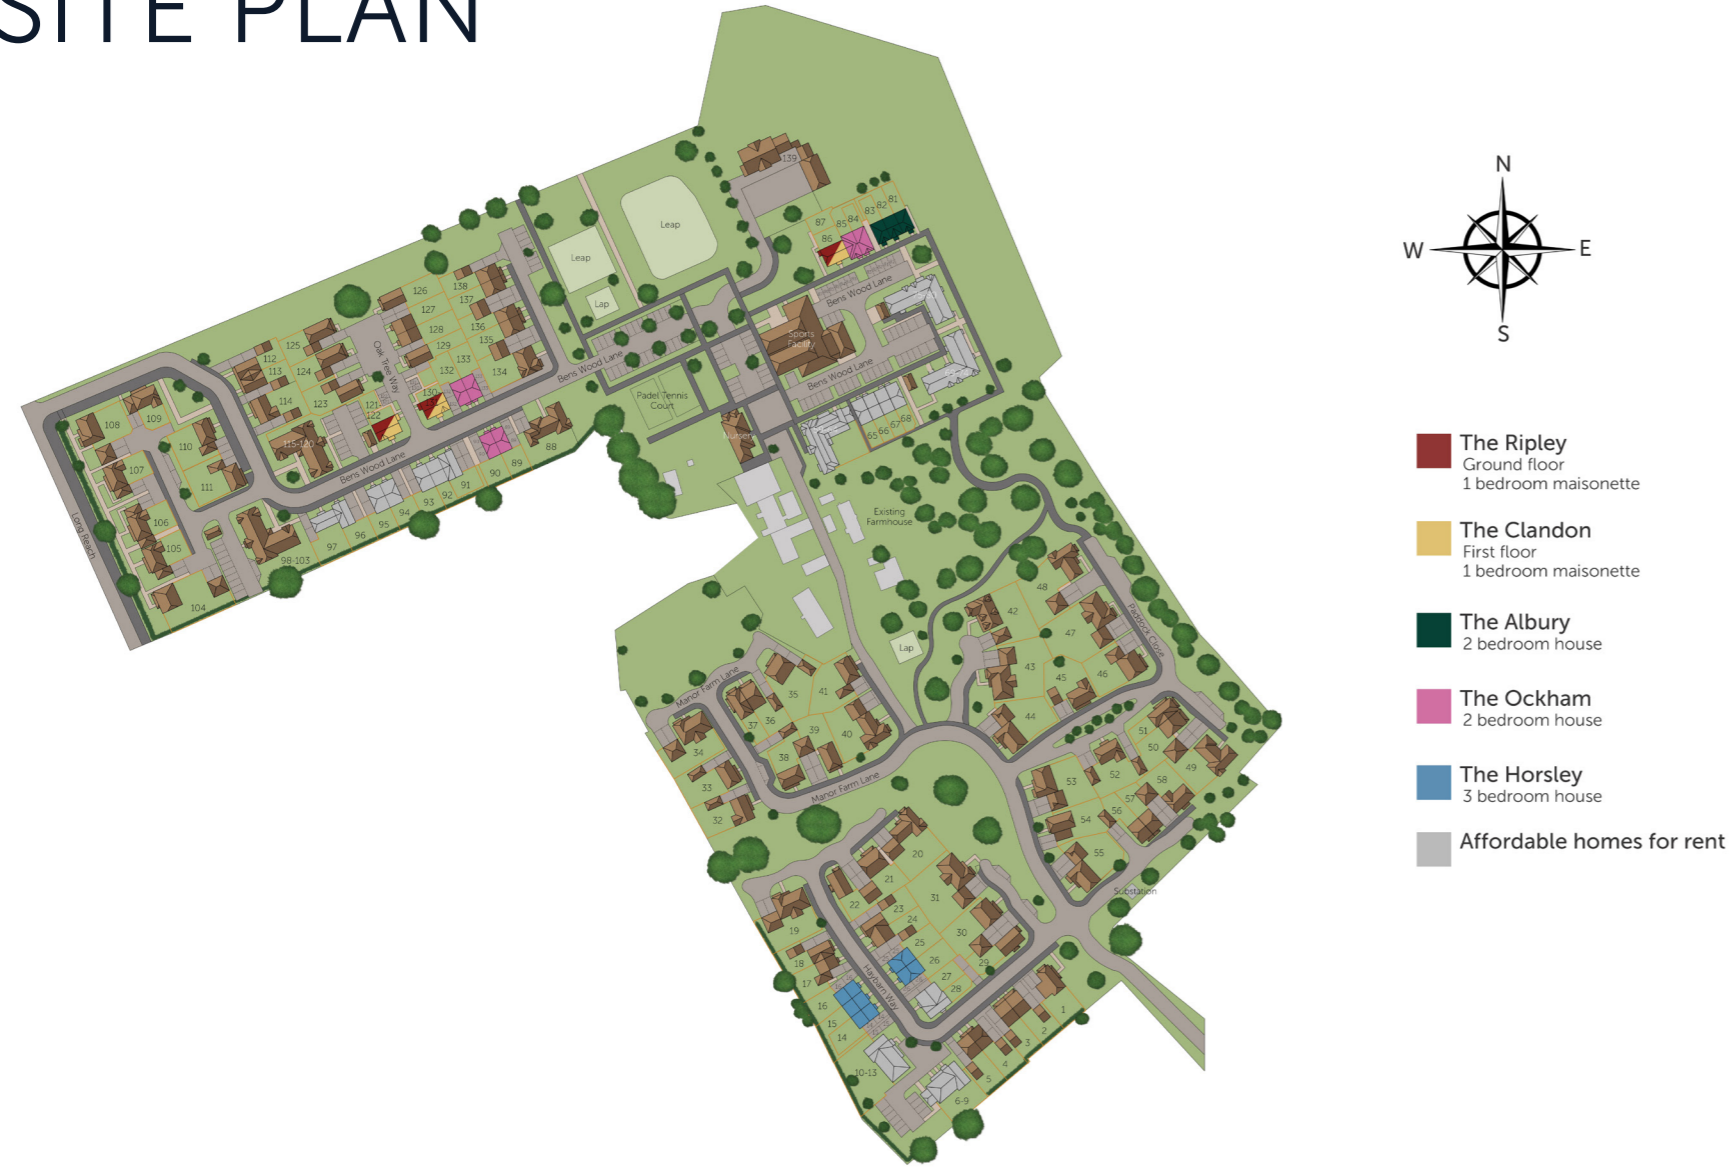 SITE PLAN
N
W
E
S
The Ripley
Ground floor
1 bedroom maisonette
The Clandon
First floor
1 bedroom maisonette
The Albury
2 bedroom house
The Ockham
2 bedroom house
The Horsley
3 bedroom house
Affordable homes for rent
139
81
82
83
84
85
86
87
Leap
Leap
Lap
Bens Wood Lane
Sports
Facility
Bens Wood Lane
Bens Wood Lane
Padel Tennis
Court
Nursery
65
66
67
68
126
127
128
129
138
137
136
135
134
133
132
130
Oak Tree Way
125
124
123
112
113
114
121
122
115-120
109
108
110
107
111
106
105
104
Long Reach
Bens Wood Lane
88
89
90
91
92
93
94
95
96
97
98-103
Existing
Farmhouse
Lap
48
42
47
43
45
46
44
Paddock Close
Manor Farm Lane
35
41
37
36
39
40
38
34
33
32
Manor Farm Lane
51
50
49
52
58
53
57
56
54
55
Substation
20
21
22
31
23
24
25
30
26
27
29
28
19
18
17
16
15
14
Haybarn Way
10-13
6-9
1
2
3
4
5